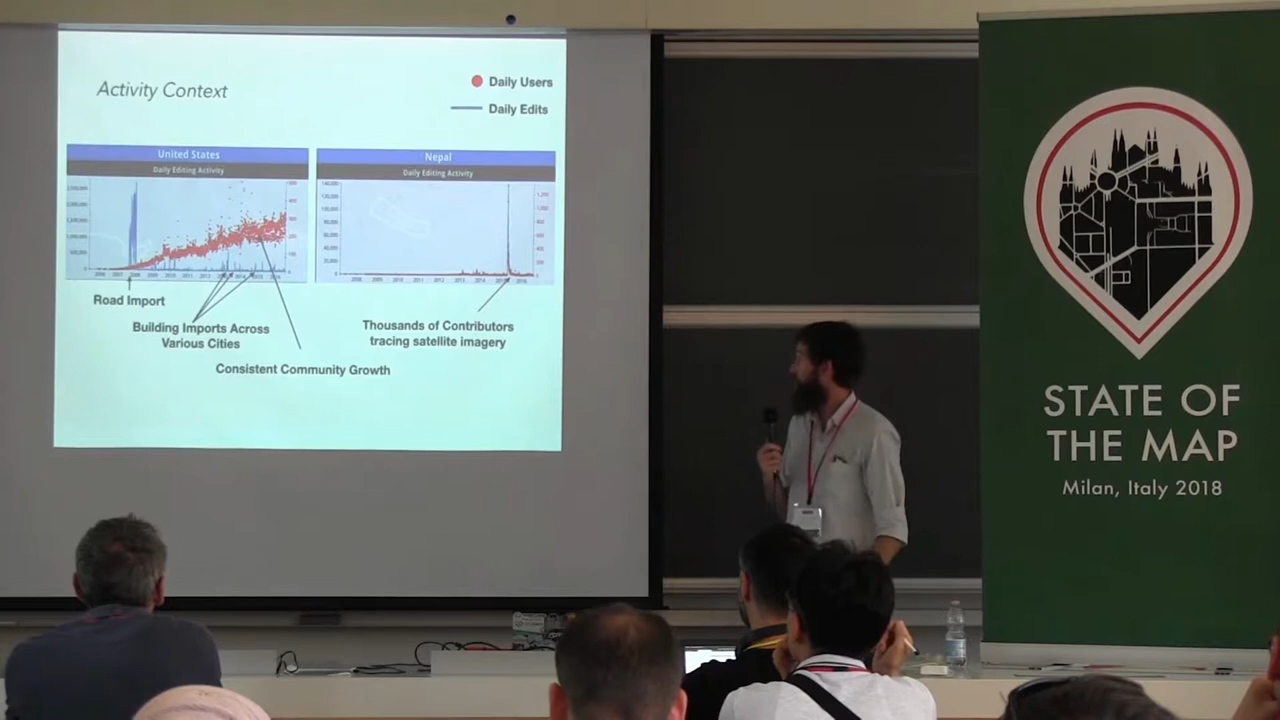 Activity Context
Daily Users
Daily Edits
United States
Daily Editing Activity
Nepal
Daily Editing Activity
Road Import
Building Imports Across
Various Cities
Consistent Community Growth
Thousands of Contributors
tracing satellite imagery
STATE OF
THE MAP
Milan, Italy 2018